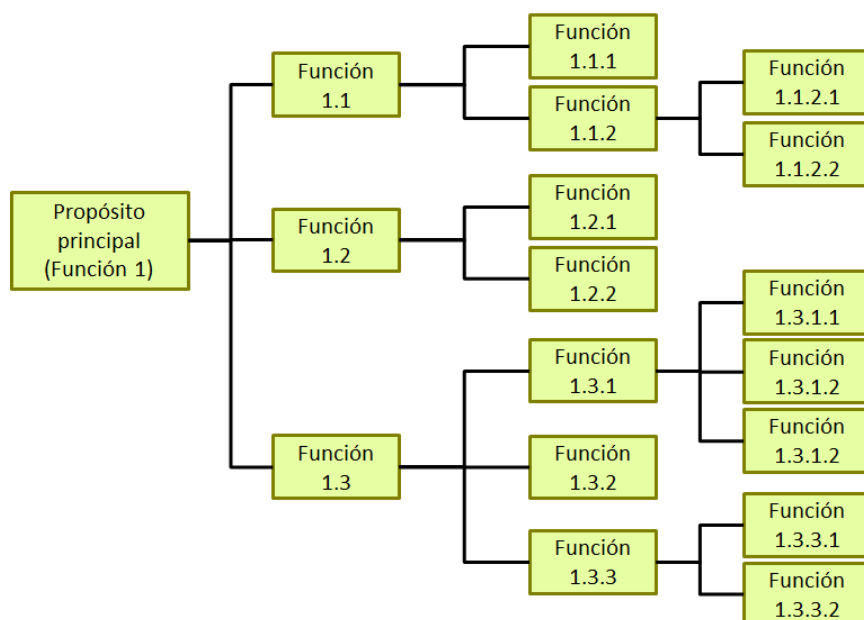 Propósito
principal
(Función 1)
Función
1.1
Función
1.1.1
Función
1.1.2
Función
1.1.2.1
Función
1.1.2.2
Función
1.2
Función
1.2.1
Función
1.2.2
Función
1.3
Función
1.3.1
Función
1.3.1.1
Función
1.3.1.2
Función
1.3.1.2
Función
1.3.2
Función
1.3.3
Función
1.3.3.1
Función
1.3.3.2